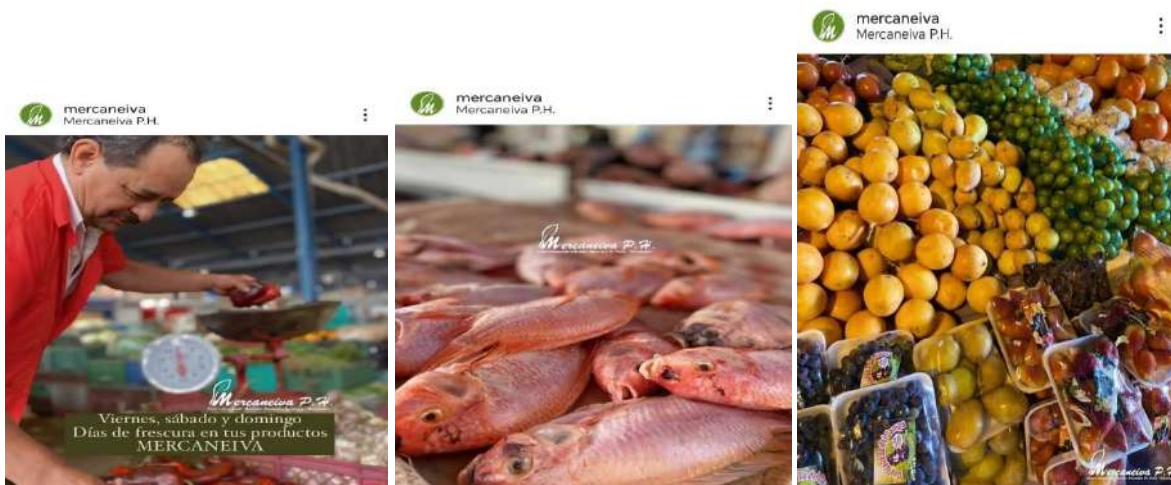 mercaneiva
Mercaneiva P.H.
Mercaneiva P.H.
Viernes, sábado y domingo
Días de frescura en tus productos
MERCANEIVA
mercaneiva
Mercaneiva P.H.
Mercaneiva P.H.
mercaneiva
Mercaneiva P.H.
Mercaneiva P.H.